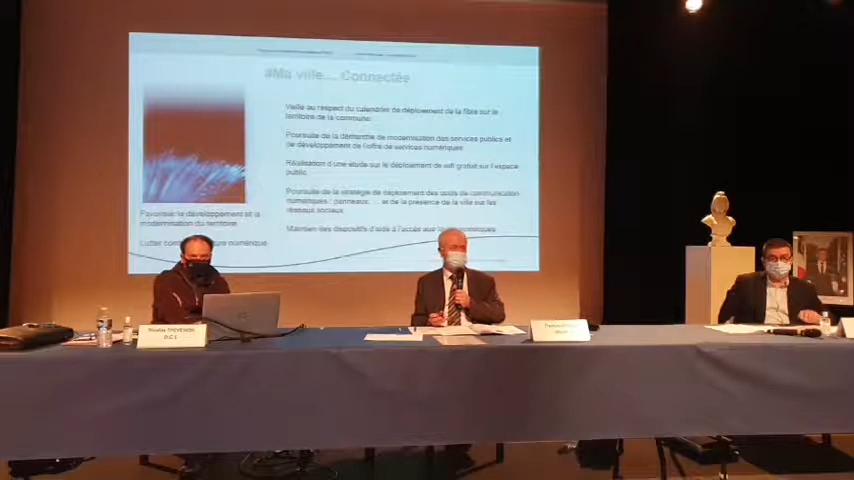 #Ma ville... Connectée
Veille au respect du calendrier de déploiement de la fibre sur le
territoire de la commune
Poursuite de la démarche de modernisation des services publics et
de développement de l'offre de services numériques
Réalisation d'une étude sur le déploiement de wifi gratuit sur l'espace
public
Poursuite de la stratégie de déploiement des outils de communication
numériques : panneaux, ... et de la présence de la ville sur les
réseaux sociaux
Maintien des dispositifs d'aide à l'accès aux
numériques
Favoriser le développement et la
modernisation du territoire
Lutter contre
numérique
Nicolas THEVENON
D.G.S